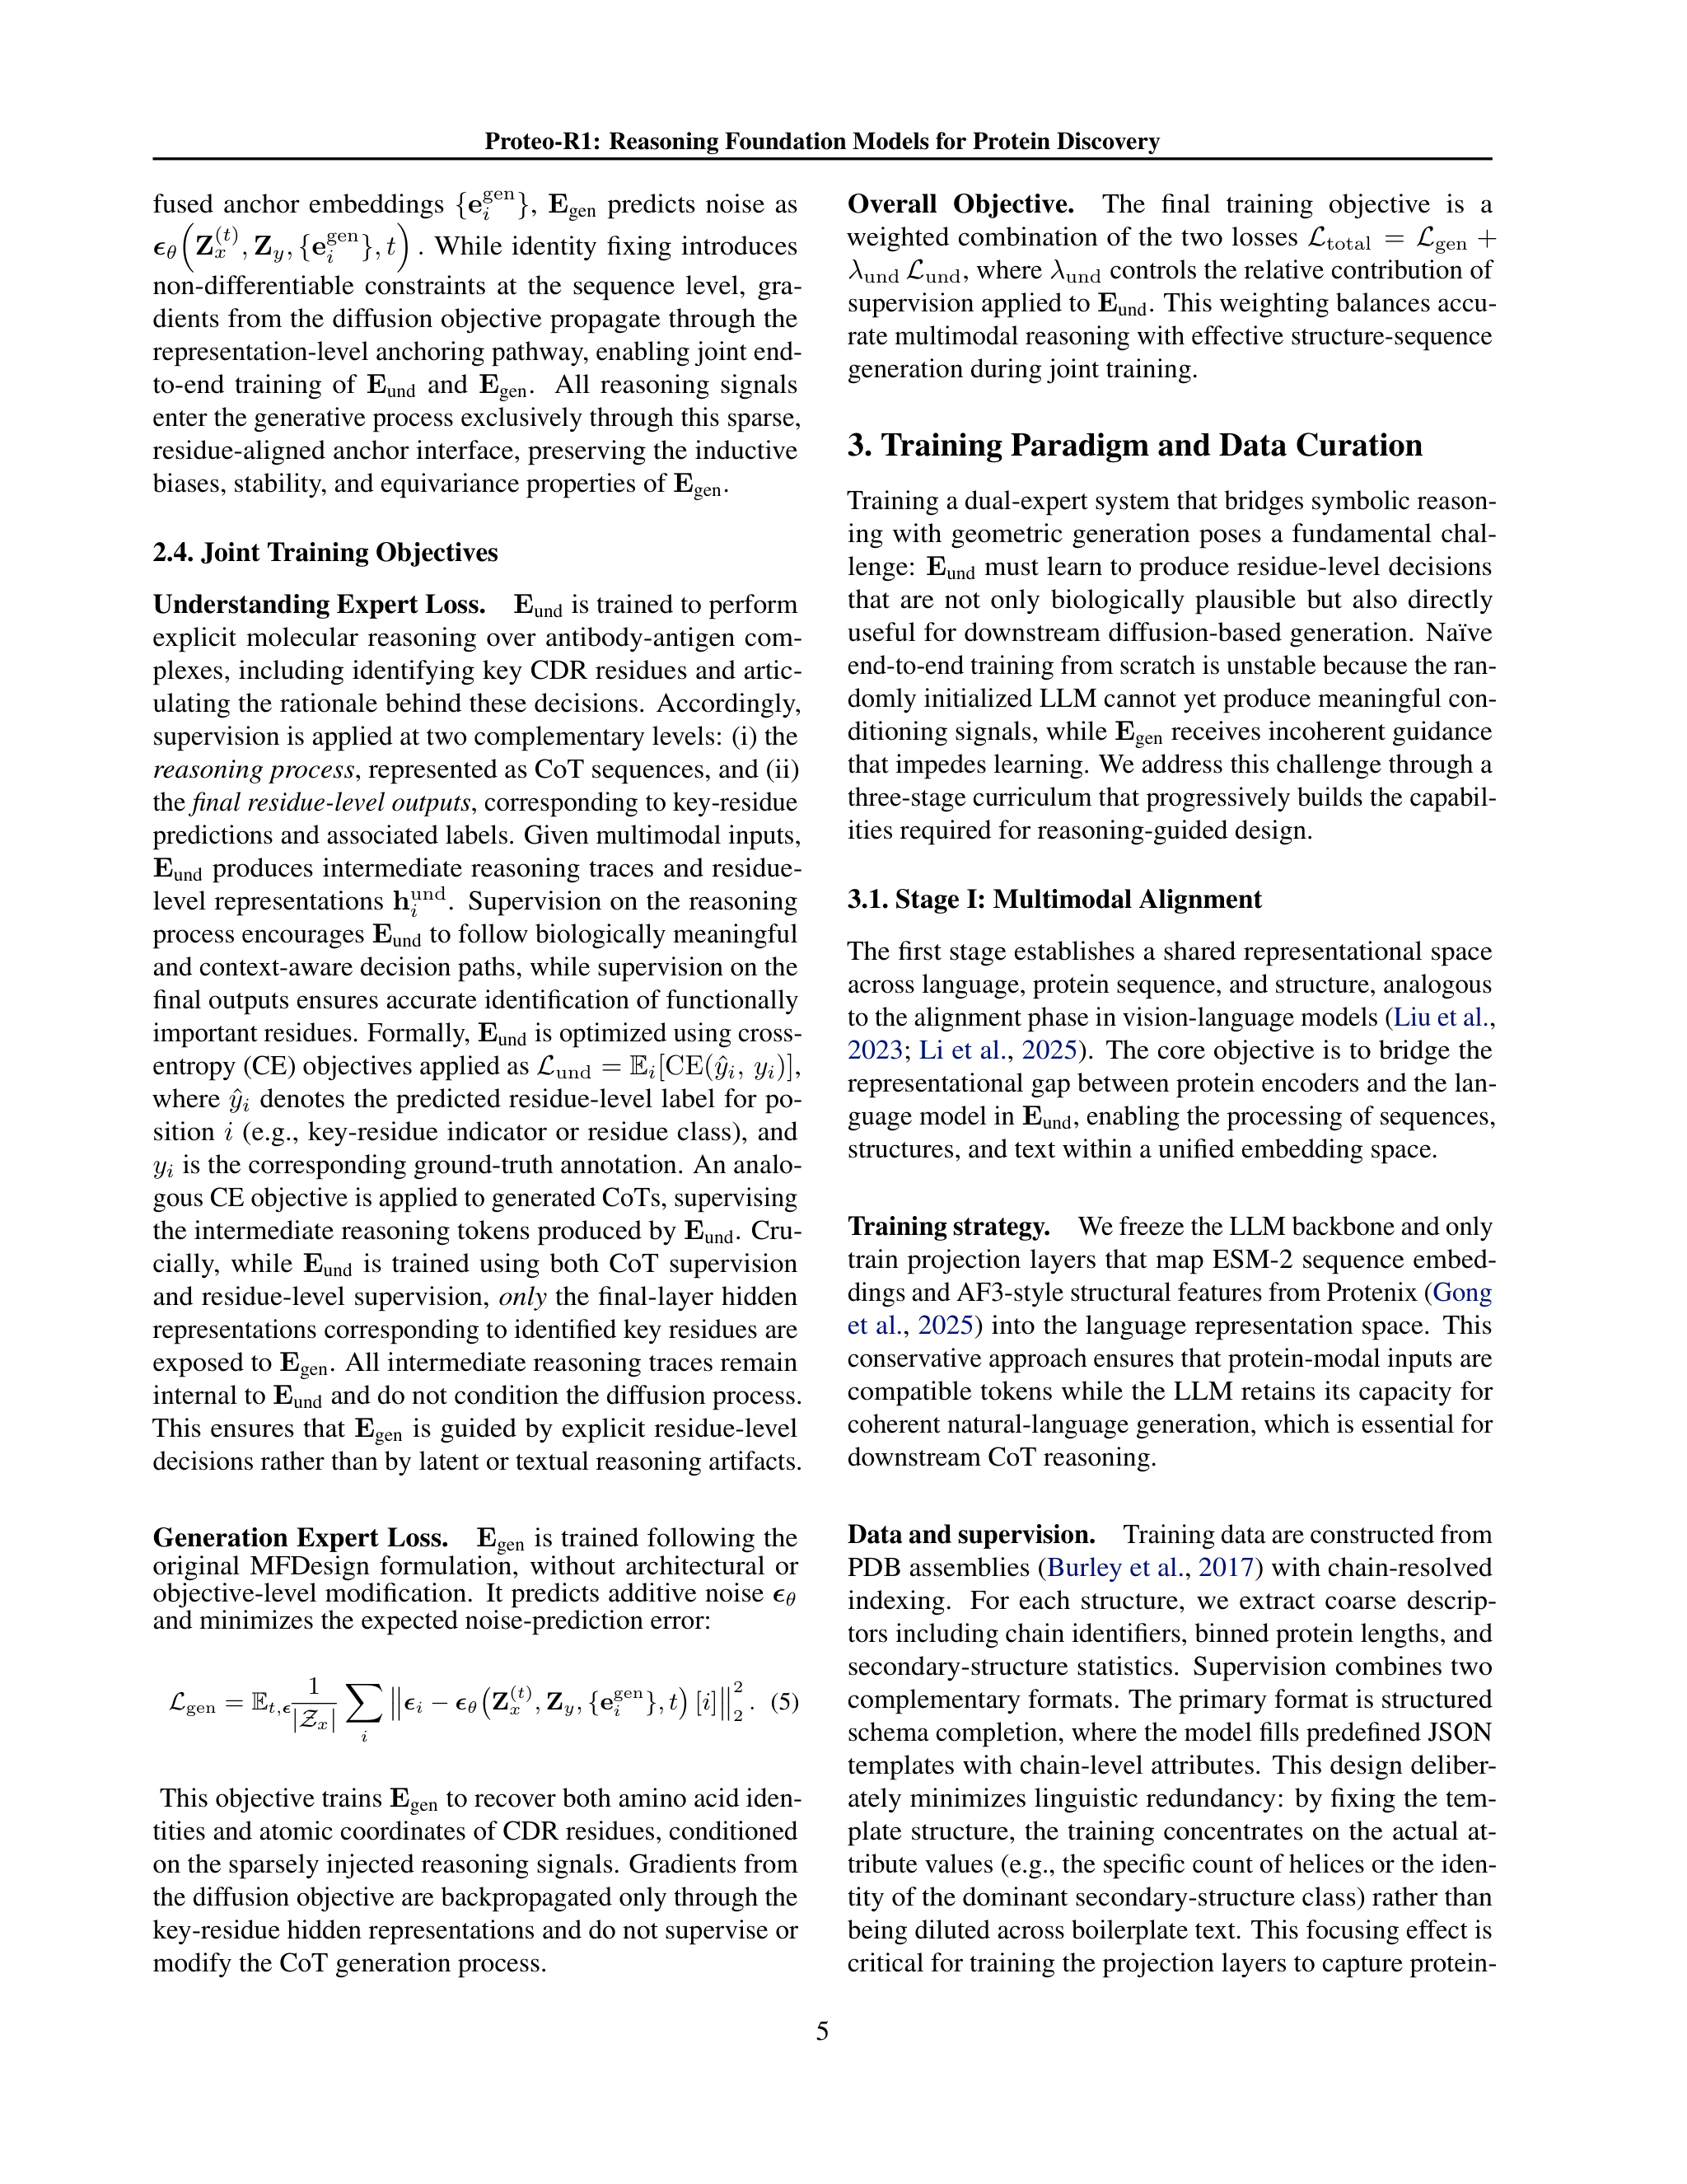 Proteo-R1: Reasoning Foundation Models for Protein Discovery
fused anchor embeddings {e_i^gen}, E_gen predicts noise as
ϵ_θ(Z_x^(t), Z_y, {e_i^gen}, t). While identity fixing introduces
non-differentiable constraints at the sequence level, gra-
dients from the diffusion objective propagate through the
representation-level anchoring pathway, enabling joint end-
to-end training of E_und and E_gen. All reasoning signals
enter the generative process exclusively through this sparse,
residue-aligned anchor interface, preserving the inductive
biases, stability, and equivariance properties of E_gen.
2.4. Joint Training Objectives
Understanding Expert Loss. E_und is trained to perform
explicit molecular reasoning over antibody-antigen com-
plexes, including identifying key CDR residues and artic-
ulating the rationale behind these decisions. Accordingly,
supervision is applied at two complementary levels: (i) the
reasoning process, represented as CoT sequences, and (ii)
the final residue-level outputs, corresponding to key-residue
predictions and associated labels. Given multimodal inputs,
E_und produces intermediate reasoning traces and residue-
level representations h_i^und. Supervision on the reasoning
process encourages E_und to follow biologically meaningful
and context-aware decision paths, while supervision on the
final outputs ensures accurate identification of functionally
important residues. Formally, E_und is optimized using cross-
entropy (CE) objectives applied as ℒ_und = 𝔼_i[CE(ŷ_i, y_i)],
where ŷ_i denotes the predicted residue-level label for po-
sition i (e.g., key-residue indicator or residue class), and
y_i is the corresponding ground-truth annotation. An analo-
gous CE objective is applied to generated CoTs, supervising
the intermediate reasoning tokens produced by E_und. Cru-
cially, while E_und is trained using both CoT supervision
and residue-level supervision, only the final-layer hidden
representations corresponding to identified key residues are
exposed to E_gen. All intermediate reasoning traces remain
internal to E_und and do not condition the diffusion process.
This ensures that E_gen is guided by explicit residue-level
decisions rather than by latent or textual reasoning artifacts.
Generation Expert Loss. E_gen is trained following the
original MFDesign formulation, without architectural or
objective-level modification. It predicts additive noise ϵ_θ
and minimizes the expected noise-prediction error:
ℒ_gen = 𝔼_{t,ϵ} 1/|𝒵_x| ∑_i ‖ϵ_i − ϵ_θ(Z_x^(t), Z_y, {e_i^gen}, t)[i]‖_2^2. (5)
This objective trains E_gen to recover both amino acid iden-
tities and atomic coordinates of CDR residues, conditioned
on the sparsely injected reasoning signals. Gradients from
the diffusion objective are backpropagated only through the
key-residue hidden representations and do not supervise or
modify the CoT generation process.
Overall Objective. The final training objective is a
weighted combination of the two losses ℒ_total = ℒ_gen +
λ_und ℒ_und, where λ_und controls the relative contribution of
supervision applied to E_und. This weighting balances accu-
rate multimodal reasoning with effective structure-sequence
generation during joint training.
3. Training Paradigm and Data Curation
Training a dual-expert system that bridges symbolic reason-
ing with geometric generation poses a fundamental chal-
lenge: E_und must learn to produce residue-level decisions
that are not only biologically plausible but also directly
useful for downstream diffusion-based generation. Naïve
end-to-end training from scratch is unstable because the ran-
domly initialized LLM cannot yet produce meaningful con-
ditioning signals, while E_gen receives incoherent guidance
that impedes learning. We address this challenge through a
three-stage curriculum that progressively builds the capabil-
ities required for reasoning-guided design.
3.1. Stage I: Multimodal Alignment
The first stage establishes a shared representational space
across language, protein sequence, and structure, analogous
to the alignment phase in vision-language models (Liu et al.,
2023; Li et al., 2025). The core objective is to bridge the
representational gap between protein encoders and the lan-
guage model in E_und, enabling the processing of sequences,
structures, and text within a unified embedding space.
Training strategy. We freeze the LLM backbone and only
train projection layers that map ESM-2 sequence embed-
dings and AF3-style structural features from Protenix (Gong
et al., 2025) into the language representation space. This
conservative approach ensures that protein-modal inputs are
compatible tokens while the LLM retains its capacity for
coherent natural-language generation, which is essential for
downstream CoT reasoning.
Data and supervision. Training data are constructed from
PDB assemblies (Burley et al., 2017) with chain-resolved
indexing. For each structure, we extract coarse descrip-
tors including chain identifiers, binned protein lengths, and
secondary-structure statistics. Supervision combines two
complementary formats. The primary format is structured
schema completion, where the model fills predefined JSON
templates with chain-level attributes. This design deliber-
ately minimizes linguistic redundancy: by fixing the tem-
plate structure, the training concentrates on the actual at-
tribute values (e.g., the specific count of helices or the iden-
tity of the dominant secondary-structure class) rather than
being diluted across boilerplate text. This focusing effect is
critical for training the projection layers to capture protein-
5